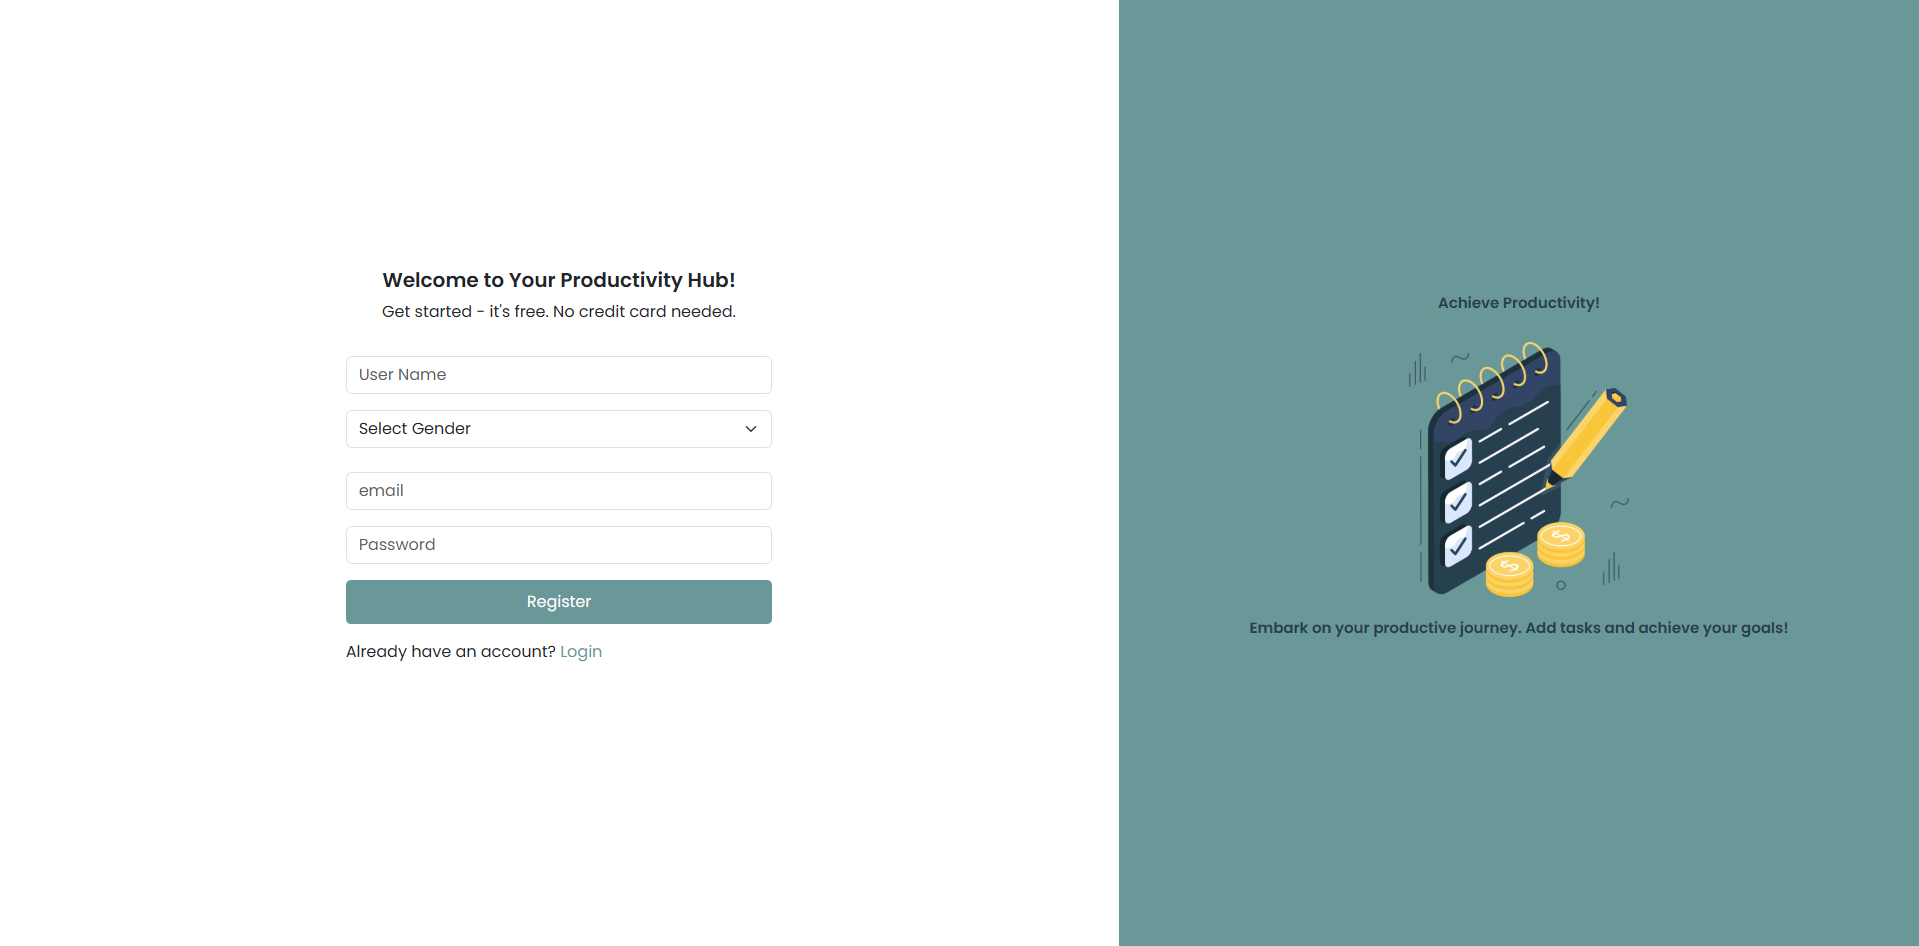 Welcome to Your Productivity Hub!
Get started - it's free. No credit card needed.
User Name
Select Gender
email
Password
Register
Already have an account? Login
Achieve Productivity!
$
$
Embark on your productive journey. Add tasks and achieve your goals!